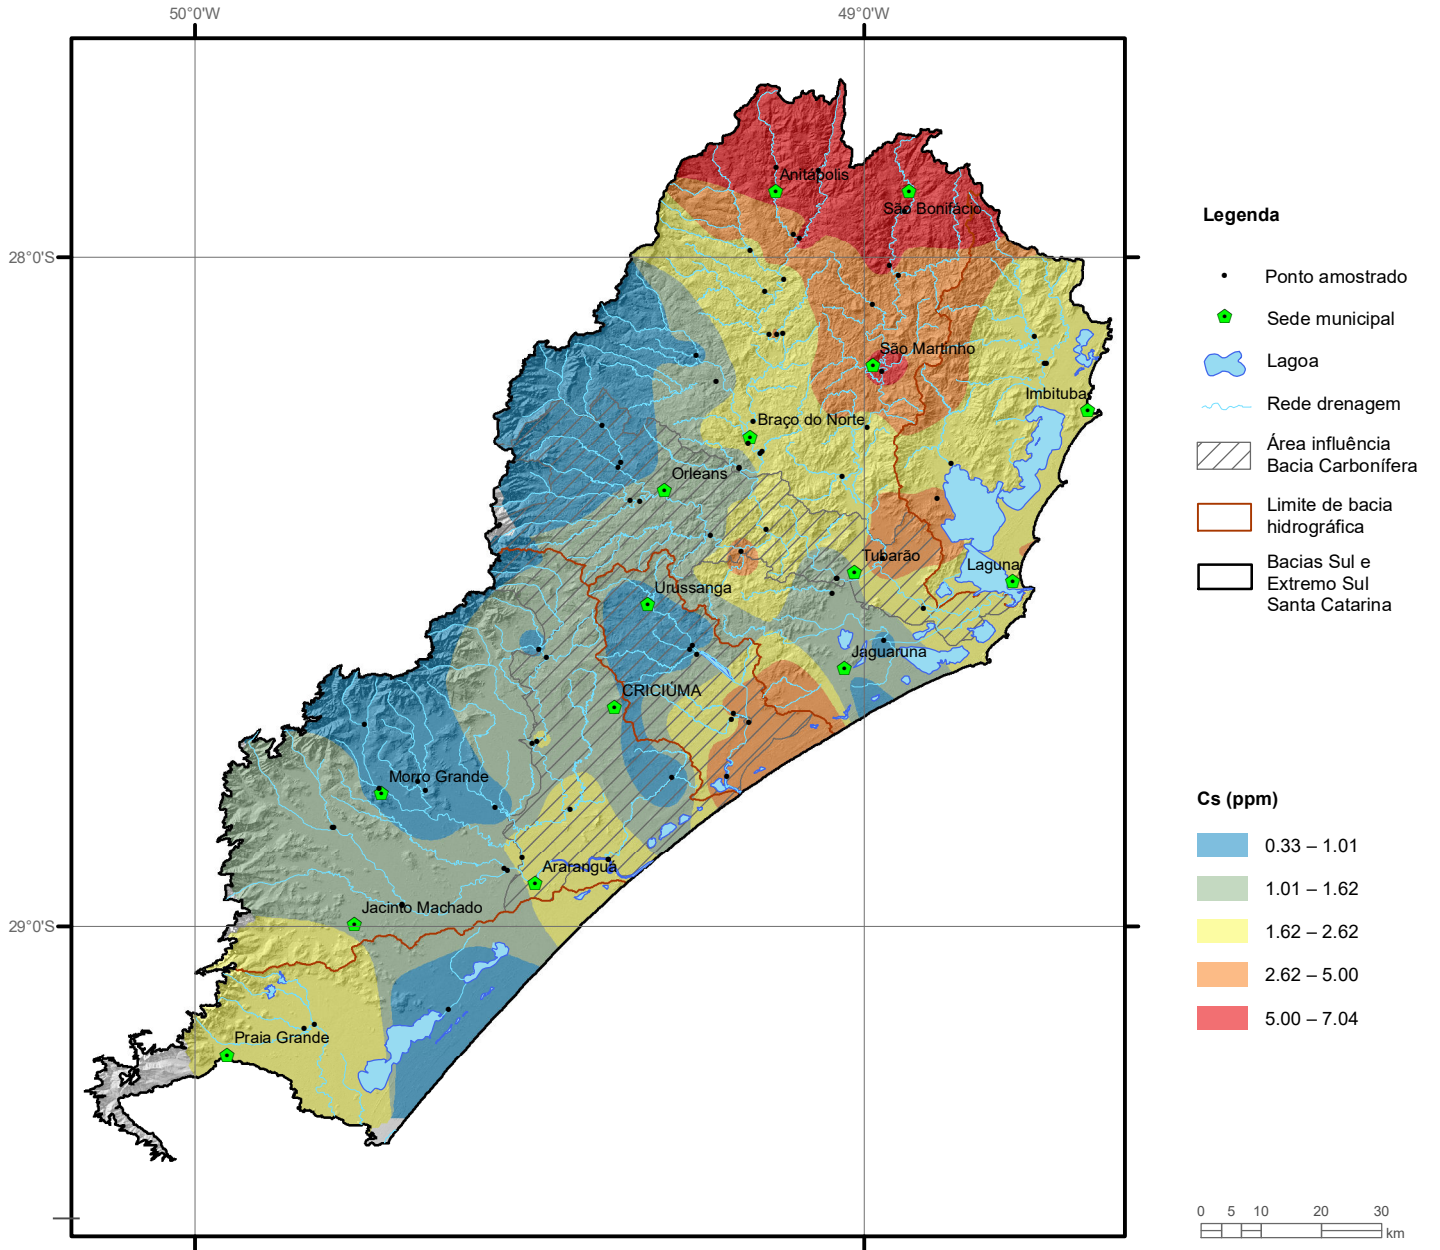 50°0'W
49°0'W
28°0'S
29°0'S
Anitápolis
São Bonifácio
São Martinho
Imbituba
Braço do Norte
Orleans
Tubarão
Laguna
Urussanga
Jaguaruna
CRICIÚMA
Morro Grande
Araranguá
Jacinto Machado
Praia Grande
Legenda
Ponto amostrado
Sede municipal
Lagoa
Rede drenagem
Área influência
Bacia Carbonífera
Limite de bacia
hidrográfica
Bacias Sul e
Extremo Sul
Santa Catarina
Cs (ppm)
0.33 – 1.01
1.01 – 1.62
1.62 – 2.62
2.62 – 5.00
5.00 – 7.04
0 5 10 20 30
km